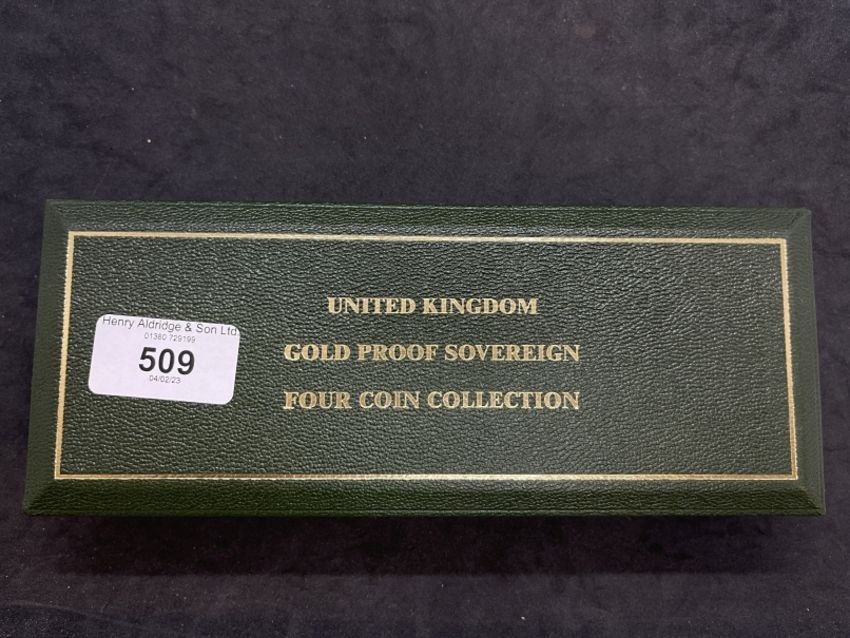 UNITED KINGDOM
GOLD PROOF SOVEREIGN
FOUR COIN COLLECTION
Henry Aldridge & Son Ltd
01380 729199
509
04/02/23